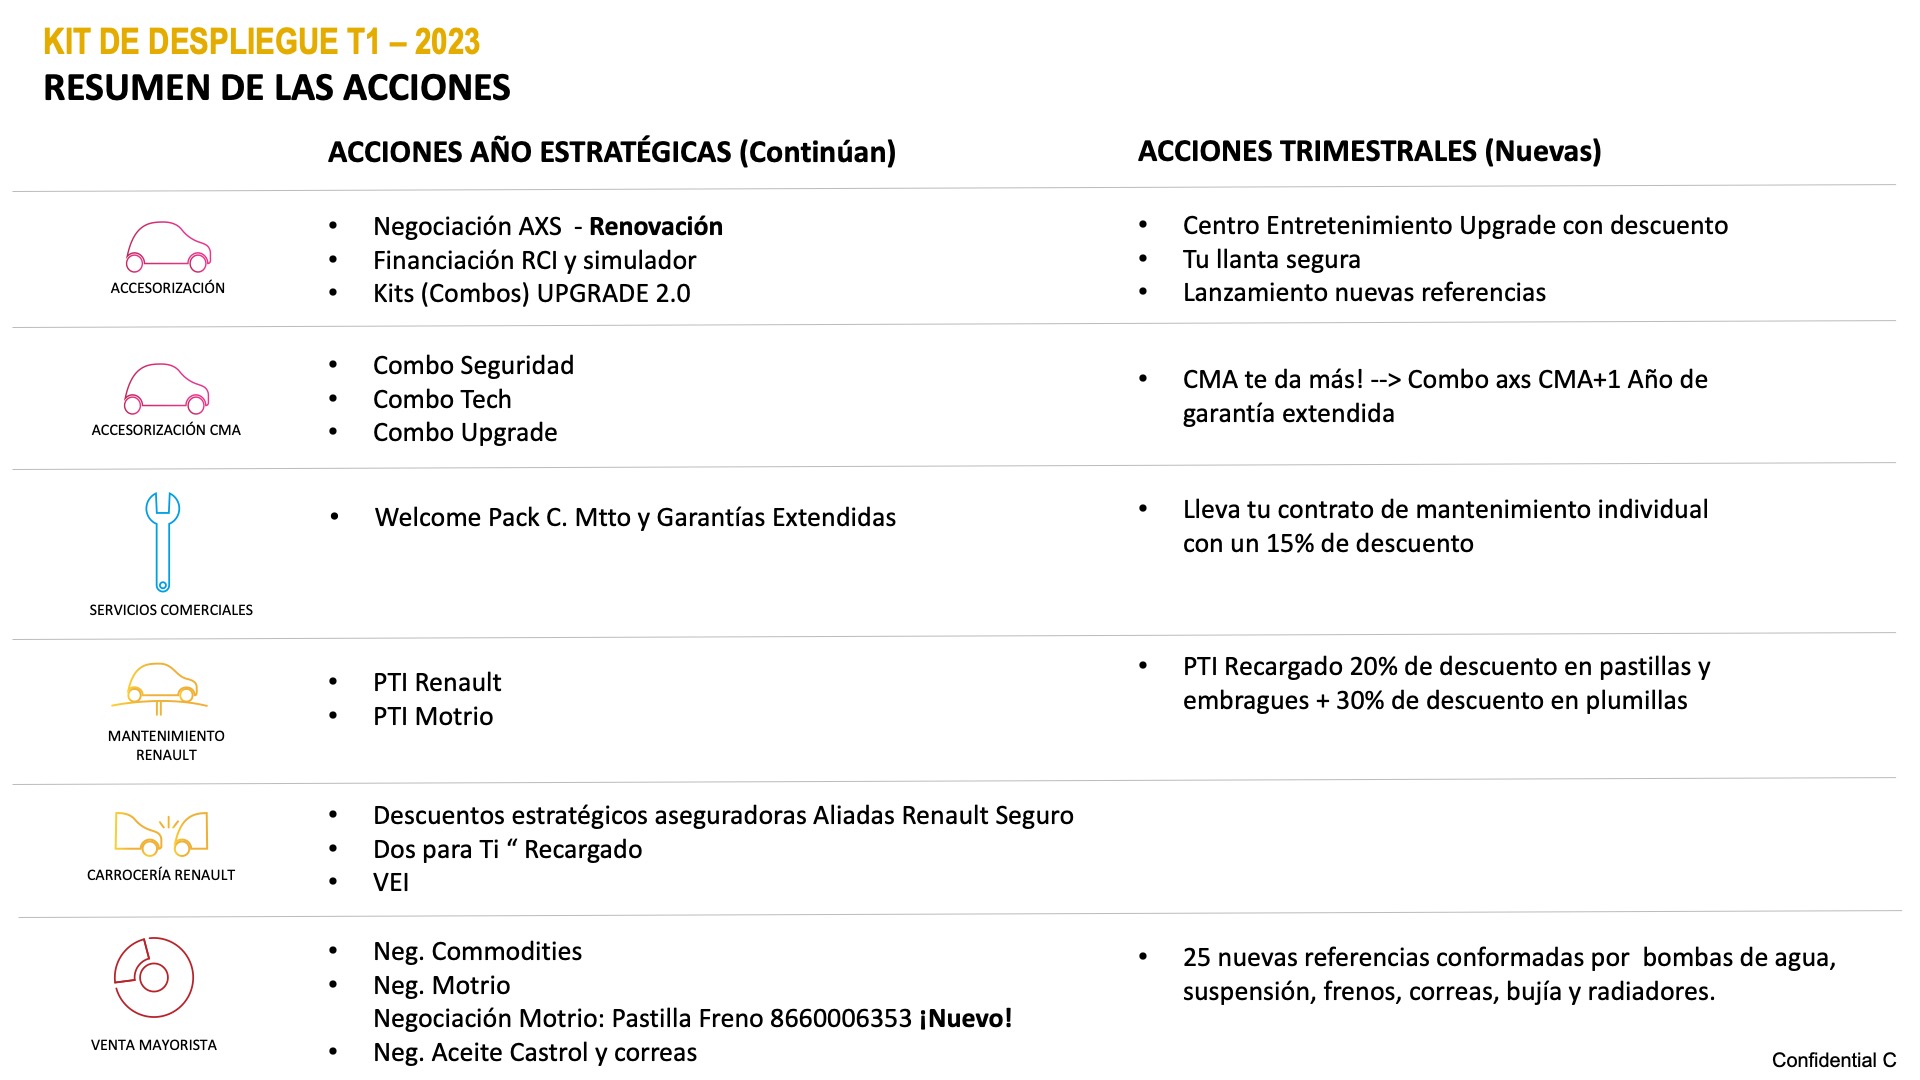 KIT DE DESPLIEGUE T1 – 2023
RESUMEN DE LAS ACCIONES
ACCIONES AÑO ESTRATÉGICAS (Continúan)
ACCIONES TRIMESTRALES (Nuevas)
ACCESORIZACIÓN
• Negociación AXS - Renovación
• Financiación RCI y simulador
• Kits (Combos) UPGRADE 2.0
• Centro Entretenimiento Upgrade con descuento
• Tu llanta segura
• Lanzamiento nuevas referencias
ACCESORIZACIÓN CMA
• Combo Seguridad
• Combo Tech
• Combo Upgrade
• CMA te da más! --> Combo axs CMA+1 Año de
garantía extendida
SERVICIOS COMERCIALES
• Welcome Pack C. Mtto y Garantías Extendidas
• Lleva tu contrato de mantenimiento individual
con un 15% de descuento
MANTENIMIENTO
RENAULT
• PTI Renault
• PTI Motrio
• PTI Recargado 20% de descuento en pastillas y
embragues + 30% de descuento en plumillas
CARROCERÍA RENAULT
• Descuentos estratégicos aseguradoras Aliadas Renault Seguro
• Dos para Ti “ Recargado
• VEI
VENTA MAYORISTA
• Neg. Commodities
• Neg. Motrio
Negociación Motrio: Pastilla Freno 8660006353 ¡Nuevo!
• Neg. Aceite Castrol y correas
• 25 nuevas referencias conformadas por bombas de agua,
suspensión, frenos, correas, bujía y radiadores.
Confidential C